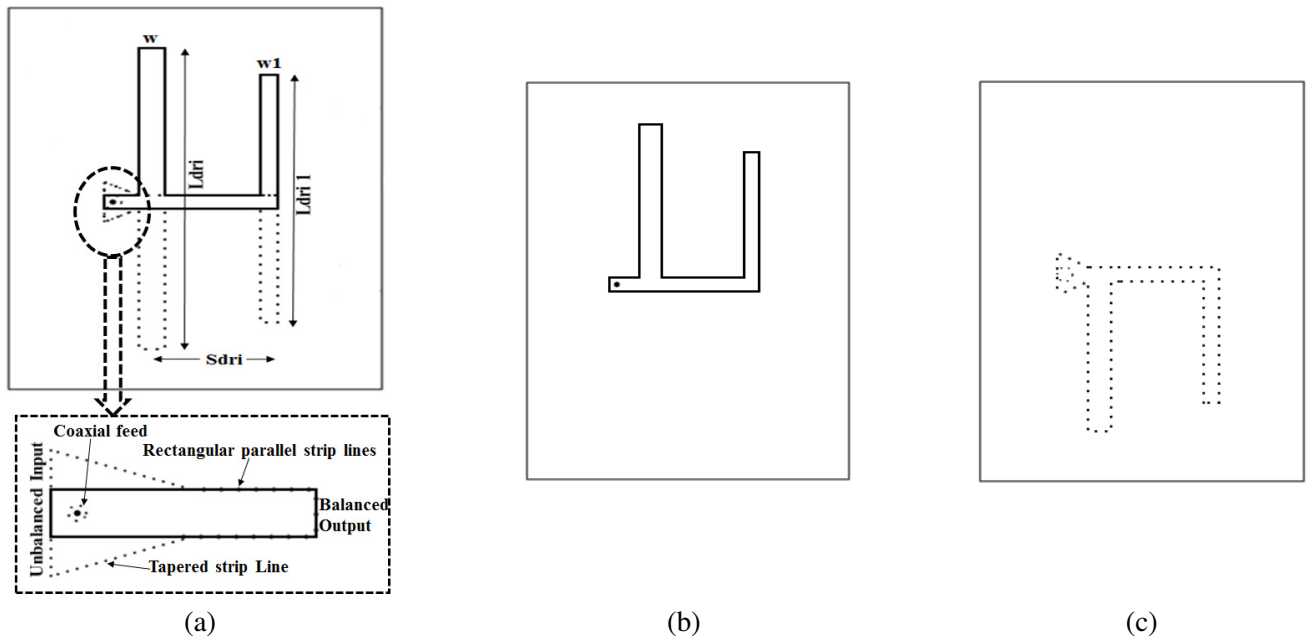 w
w1
Ldri
Ldri 1
Sdri
Coaxial feed
Rectangular parallel strip lines
Unbalanced Input
Balanced
Output
Tapered strip Line
(a)
(b)
(c)